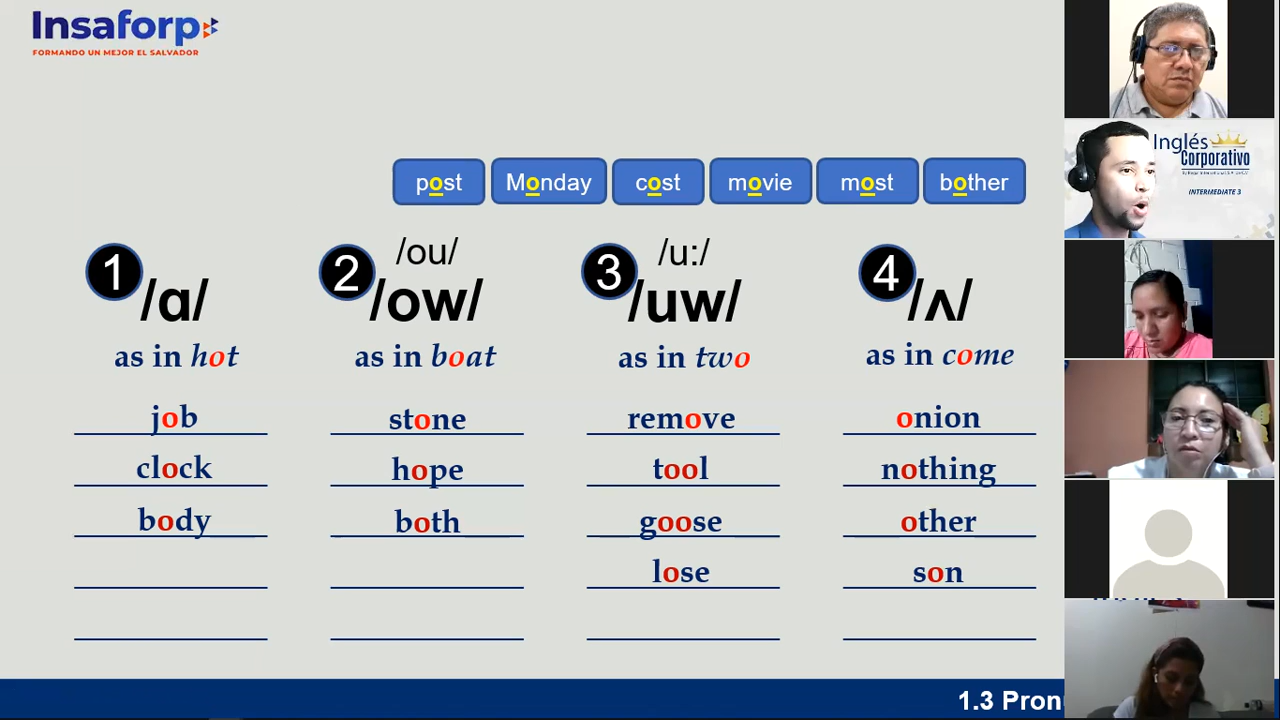 Insaforp
FORMANDO UN MEJOR EL SALVADOR
post Monday cost movie most bother
1 /ɑ/
as in hot
job
clock
body
2 /ou/
/ow/
as in boat
stone
hope
both
3 /u:/
/uw/
as in two
remove
tool
goose
lose
4 /ʌ/
as in come
onion
nothing
other
son
1.3 Pron
Inglés
Corporativo
INTERMEDIATE 3